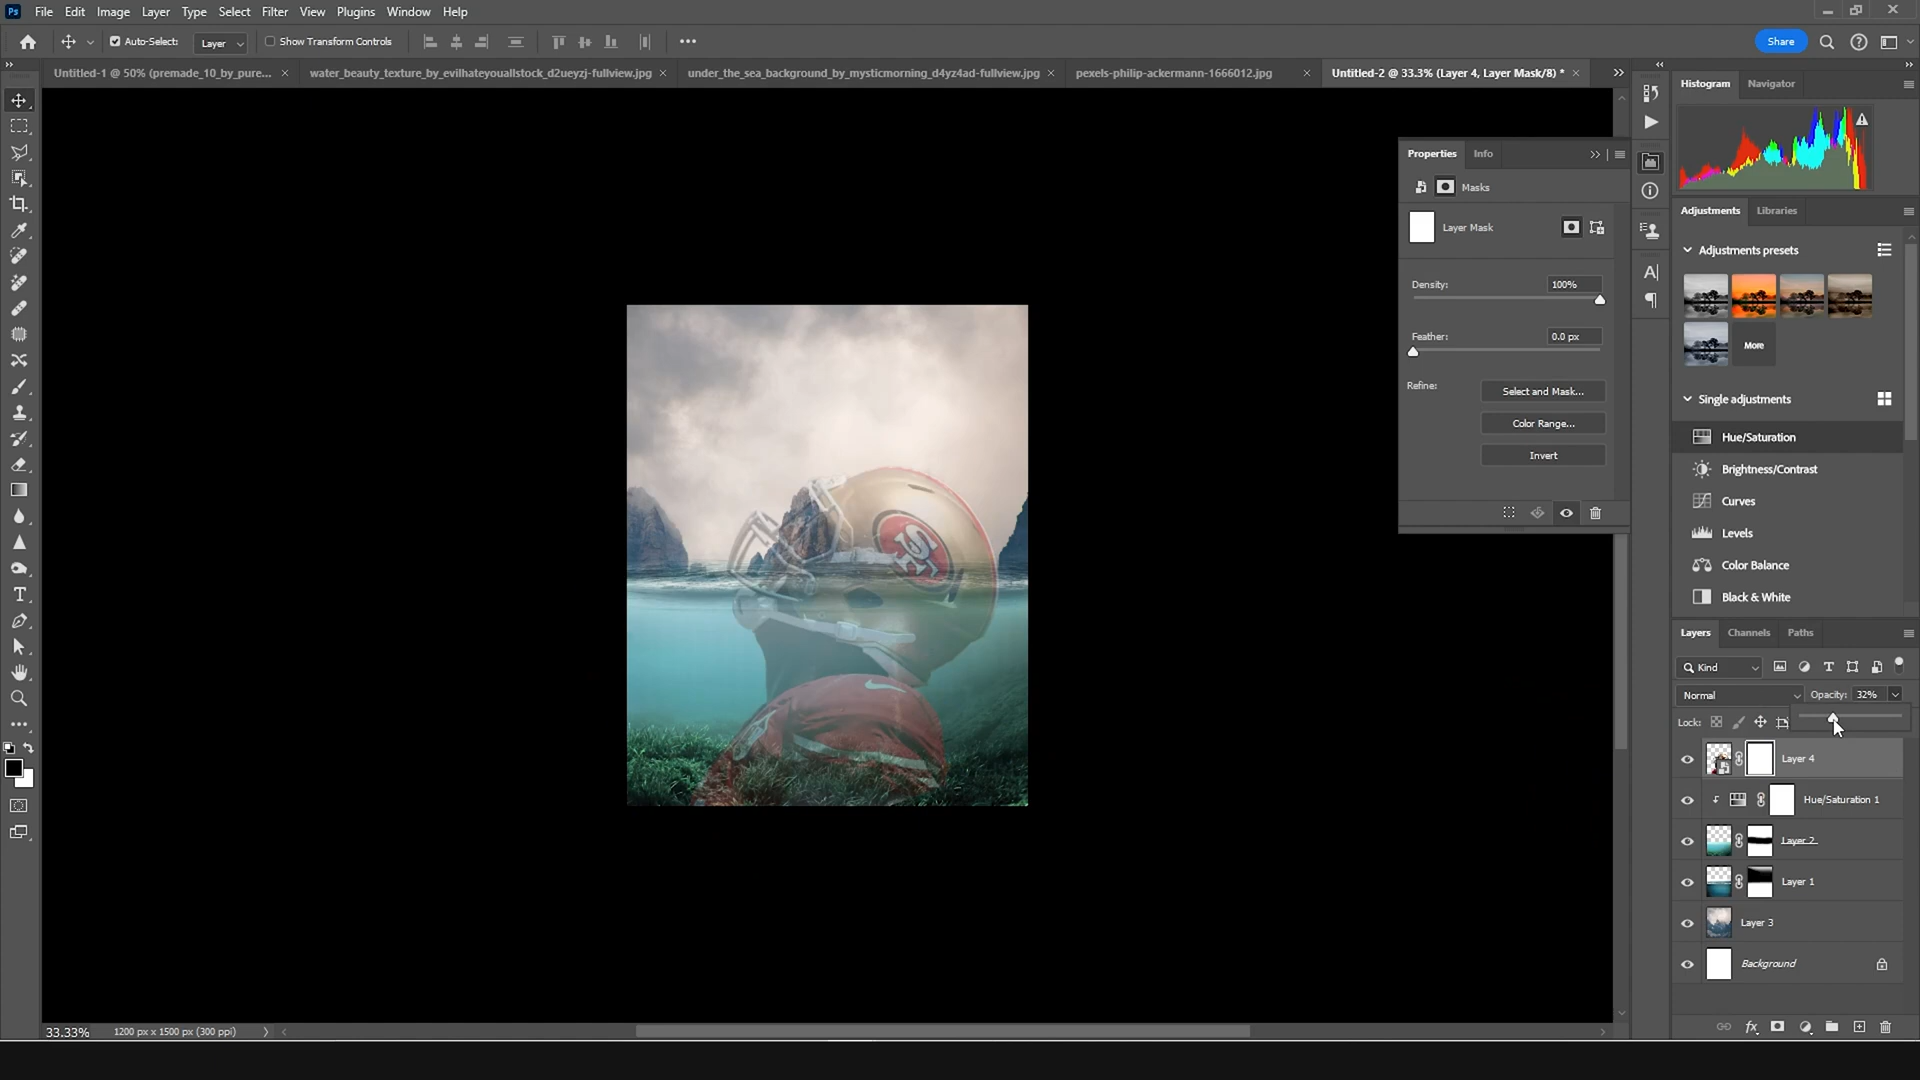 Ps File Edit Image Layer Type Select Filter View Plugins Window Help
Auto-Select: Layer Show Transform Controls Share
Untitled-1 @ 50% (premade_10_by_pure... water_beauty_texture_by_evilhateyouallstock_d2ueyzj-fullview.jpg under_the_sea_background_by_mysticmorning_d4yz4ad-fullview.jpg pexels-philip-ackermann-1666012.jpg Untitled-2 @ 33.3% (Layer 4, Layer Mask/8) *
Histogram Navigator
Properties Info
Masks
Layer Mask
Density: 100%
Feather: 0.0 px
Refine: Select and Mask...
Color Range...
Invert
Adjustments Libraries
Adjustments presets
More
Single adjustments
Hue/Saturation
Brightness/Contrast
Curves
Levels
Color Balance
Black & White
Layers Channels Paths
Kind
Normal Opacity: 32%
Lock:
Layer 4
Hue/Saturation 1
Layer 2
Layer 1
Layer 3
Background
SF
33.33% 1200 px x 1500 px (300 ppi)